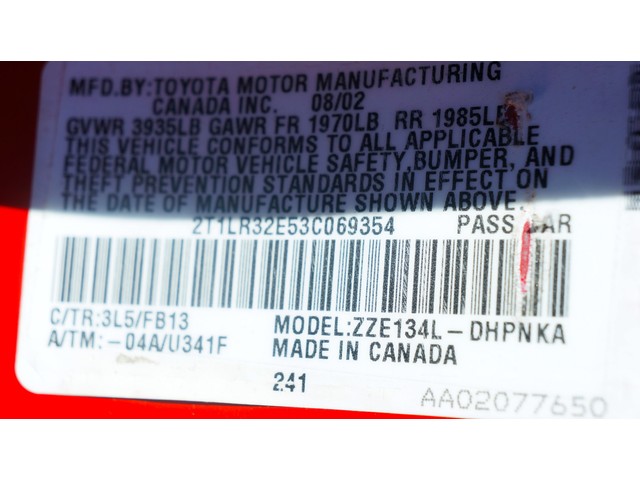 MFD.BY:TOYOTA MOTOR MANUFACTURING
CANADA INC. 08/02
GVWR 3935LB GAWR FR 1970LB RR 1985LB
THIS VEHICLE CONFORMS TO ALL APPLICABLE
FEDERAL MOTOR VEHICLE SAFETY,BUMPER, AND
THEFT PREVENTION STANDARDS IN EFFECT ON
THE DATE OF MANUFACTURE SHOWN ABOVE.
2T1LR32E53C069354 PASS CAR
C/TR:3L5/FB13 MODEL:ZZE134L-DHPNKA
A/TM:-04A/U341F MADE IN CANADA
241
AA02077650